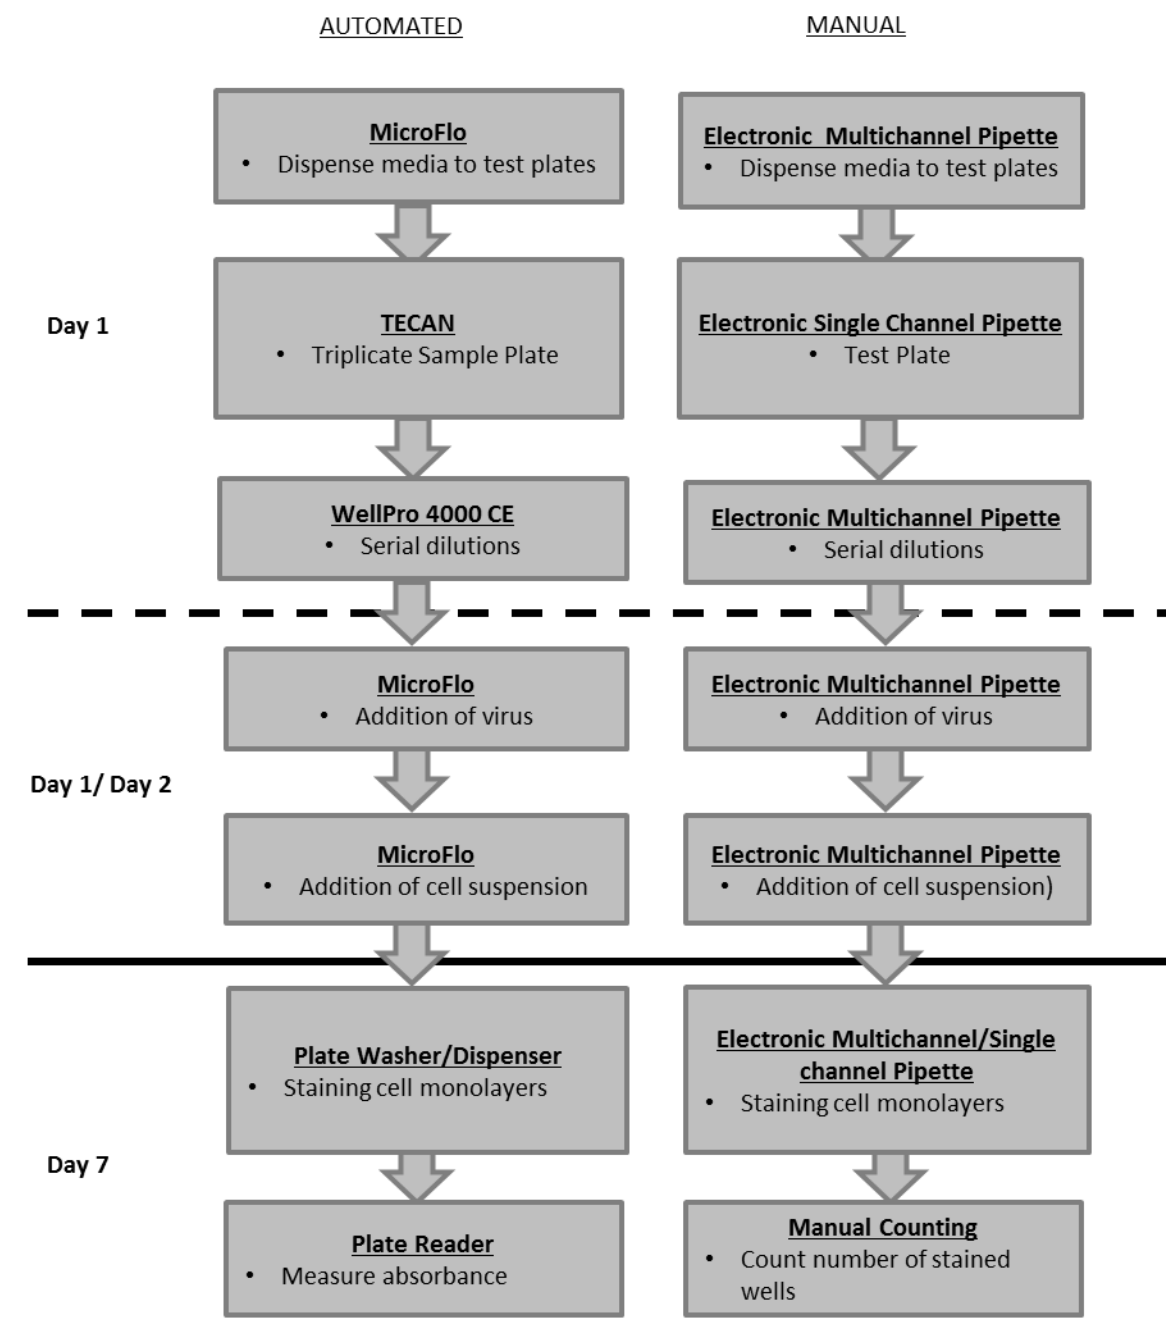 AUTOMATED
MANUAL
MicroFlo
• Dispense media to test plates
Electronic  Multichannel Pipette
• Dispense media to test plates
Day 1
TECAN
• Triplicate Sample Plate
Electronic Single Channel Pipette
• Test Plate
WellPro 4000 CE
• Serial dilutions
Electronic Multichannel Pipette
• Serial dilutions
MicroFlo
• Addition of virus
Electronic Multichannel Pipette
• Addition of virus
Day 1/ Day 2
MicroFlo
• Addition of cell suspension
Electronic Multichannel Pipette
• Addition of cell suspension)
Plate Washer/Dispenser
• Staining cell monolayers
Electronic Multichannel/Single
channel Pipette
• Staining cell monolayers
Day 7
Plate Reader
• Measure absorbance
Manual Counting
• Count number of stained
wells